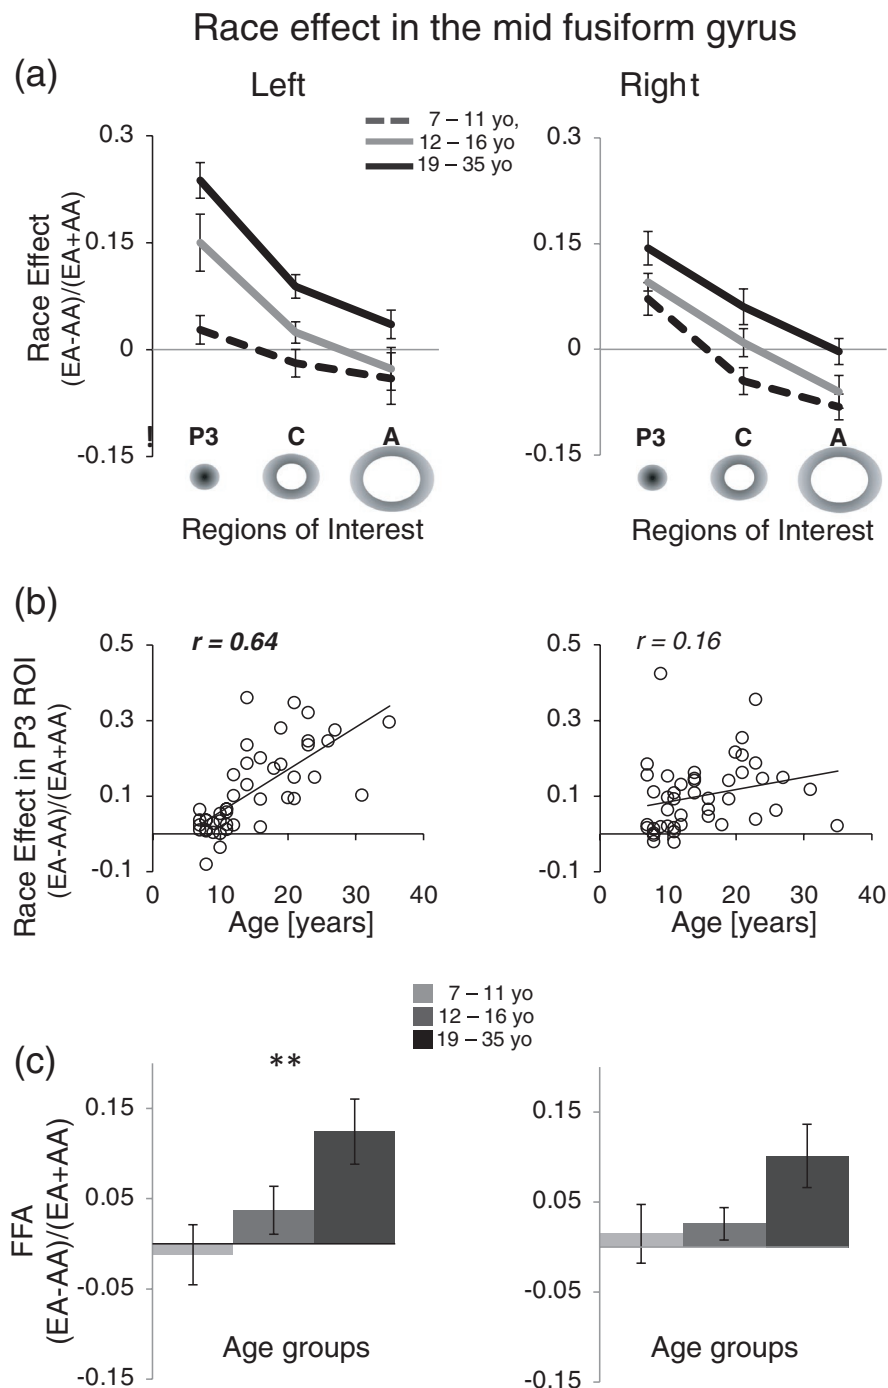 Race effect in the mid fusiform gyrus
(a)
Left
Right
7 – 11 yo,
12 – 16 yo
19 – 35 yo
Race Effect
(EA-AA)/(EA+AA)
0.3
0.15
0
-0.15
0.3
0.15
0
-0.15
! P3 C A
P3 C A
Regions of Interest
Regions of Interest
(b)
Race Effect in P3 ROI
(EA-AA)/(EA+AA)
r = 0.64
r = 0.16
0.5
0.3
0.1
-0.1
0.5
0.3
0.1
-0.1
0 10 20 30 40
0 10 20 30 40
Age [years]
Age [years]
7 – 11 yo
12 – 16 yo
19 – 35 yo
(c)
**
FFA
(EA-AA)/(EA+AA)
0.15
0.05
-0.05
-0.15
0.15
0.05
-0.05
-0.15
Age groups
Age groups